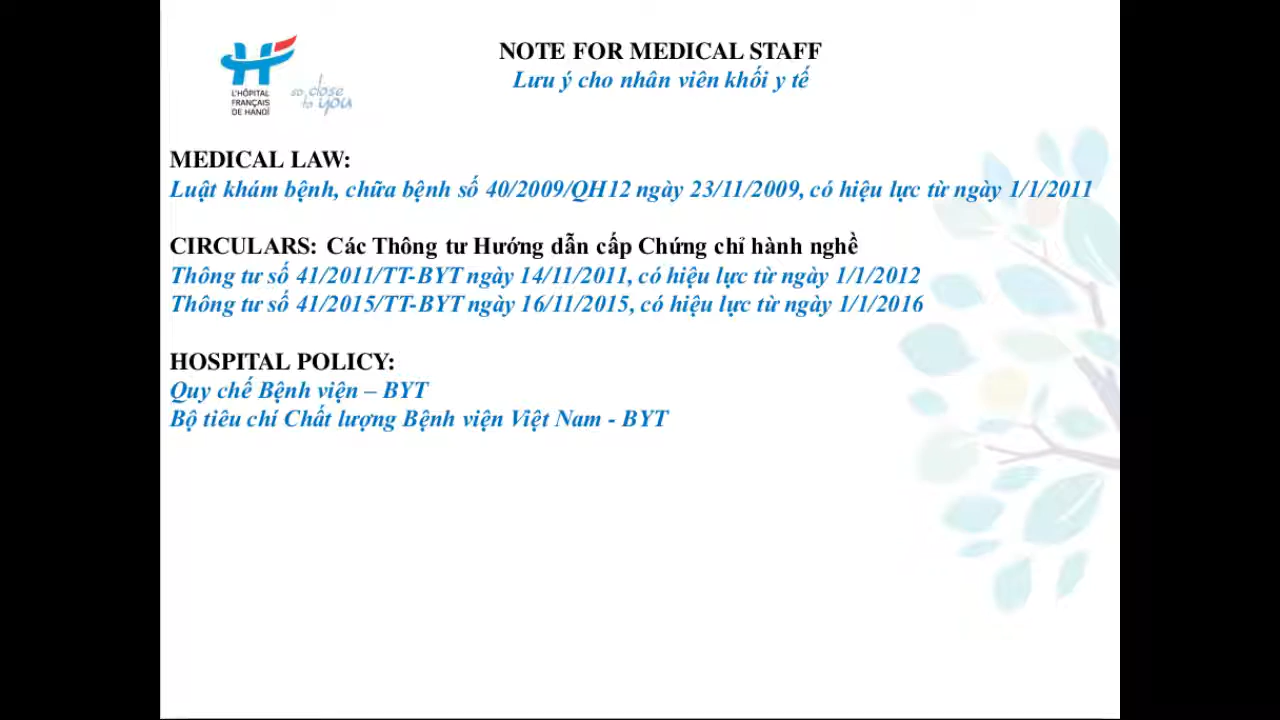 NOTE FOR MEDICAL STAFF
Lưu ý cho nhân viên khối y tế
L'HÔPITAL
FRANÇAIS
DE HANOÏ
so close
to you
MEDICAL LAW:
Luật khám bệnh, chữa bệnh số 40/2009/QH12 ngày 23/11/2009, có hiệu lực từ ngày 1/1/2011
CIRCULARS: Các Thông tư Hướng dẫn cấp Chứng chỉ hành nghề
Thông tư số 41/2011/TT-BYT ngày 14/11/2011, có hiệu lực từ ngày 1/1/2012
Thông tư số 41/2015/TT-BYT ngày 16/11/2015, có hiệu lực từ ngày 1/1/2016
HOSPITAL POLICY:
Quy chế Bệnh viện – BYT
Bộ tiêu chí Chất lượng Bệnh viện Việt Nam - BYT